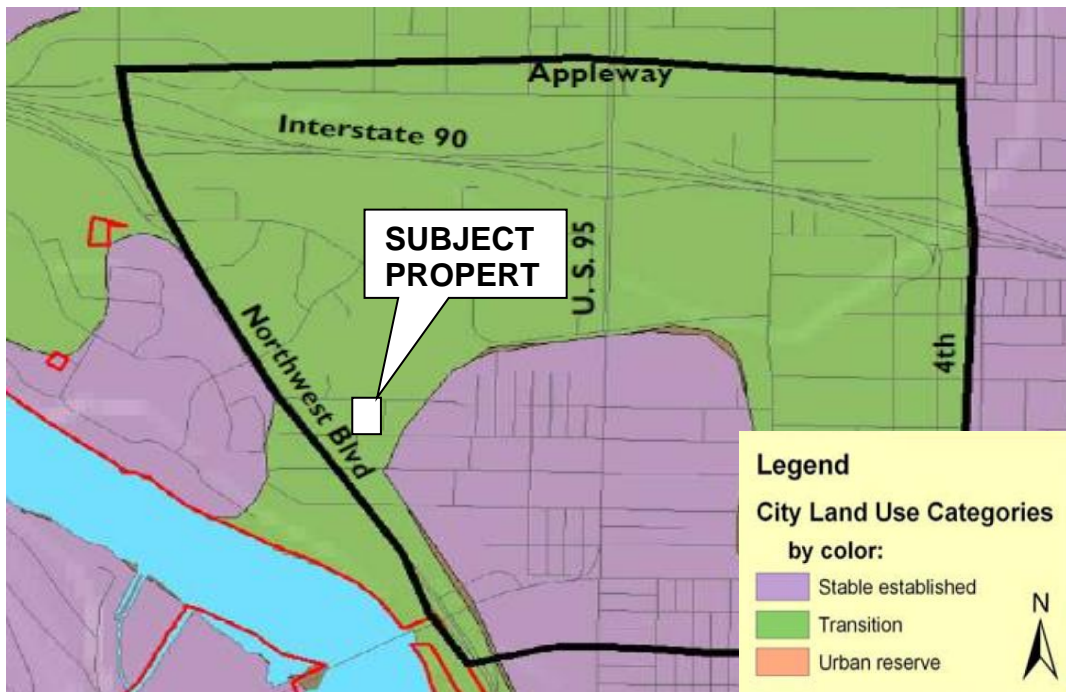 Appleway
Interstate 90
SUBJECT
PROPERT
U. S. 95
Northwest Blvd
4th
Legend
City Land Use Categories
by color:
Stable established
Transition
Urban reserve
N